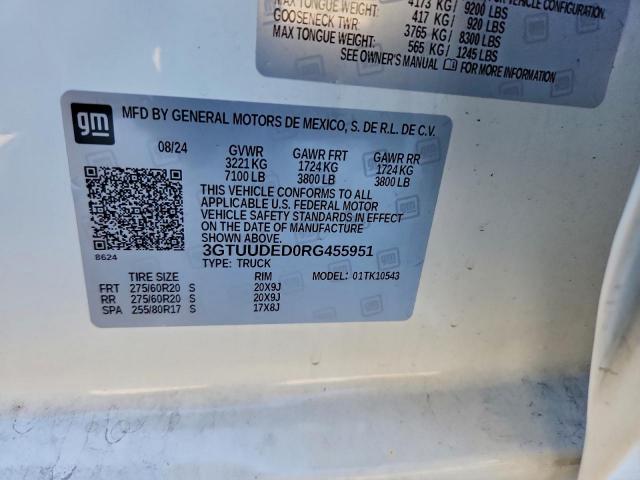 MAX TONGUE WEIGHT: 4173 KG / 9200 LBS
GOOSENECK TWR: 417 KG / 920 LBS
3765 KG / 8300 LBS
MAX TONGUE WEIGHT: 565 KG / 1245 LBS
SEE OWNER'S MANUAL FOR MORE INFORMATION
gm
MFD BY GENERAL MOTORS DE MEXICO, S. DE R.L. DE C.V.
08/24 GVWR GAWR FRT GAWR RR
3221 KG 1724 KG 1724 KG
7100 LB 3800 LB 3800 LB
THIS VEHICLE CONFORMS TO ALL
APPLICABLE U.S. FEDERAL MOTOR
VEHICLE SAFETY STANDARDS IN EFFECT
ON THE DATE OF MANUFACTURE
SHOWN ABOVE.
8624 3GTUUDED0RG455951
TYPE: TRUCK
TIRE SIZE RIM MODEL: 01TK10543
FRT 275/60R20 S 20X9J
RR 275/60R20 S 20X9J
SPA 255/80R17 S 17X8J